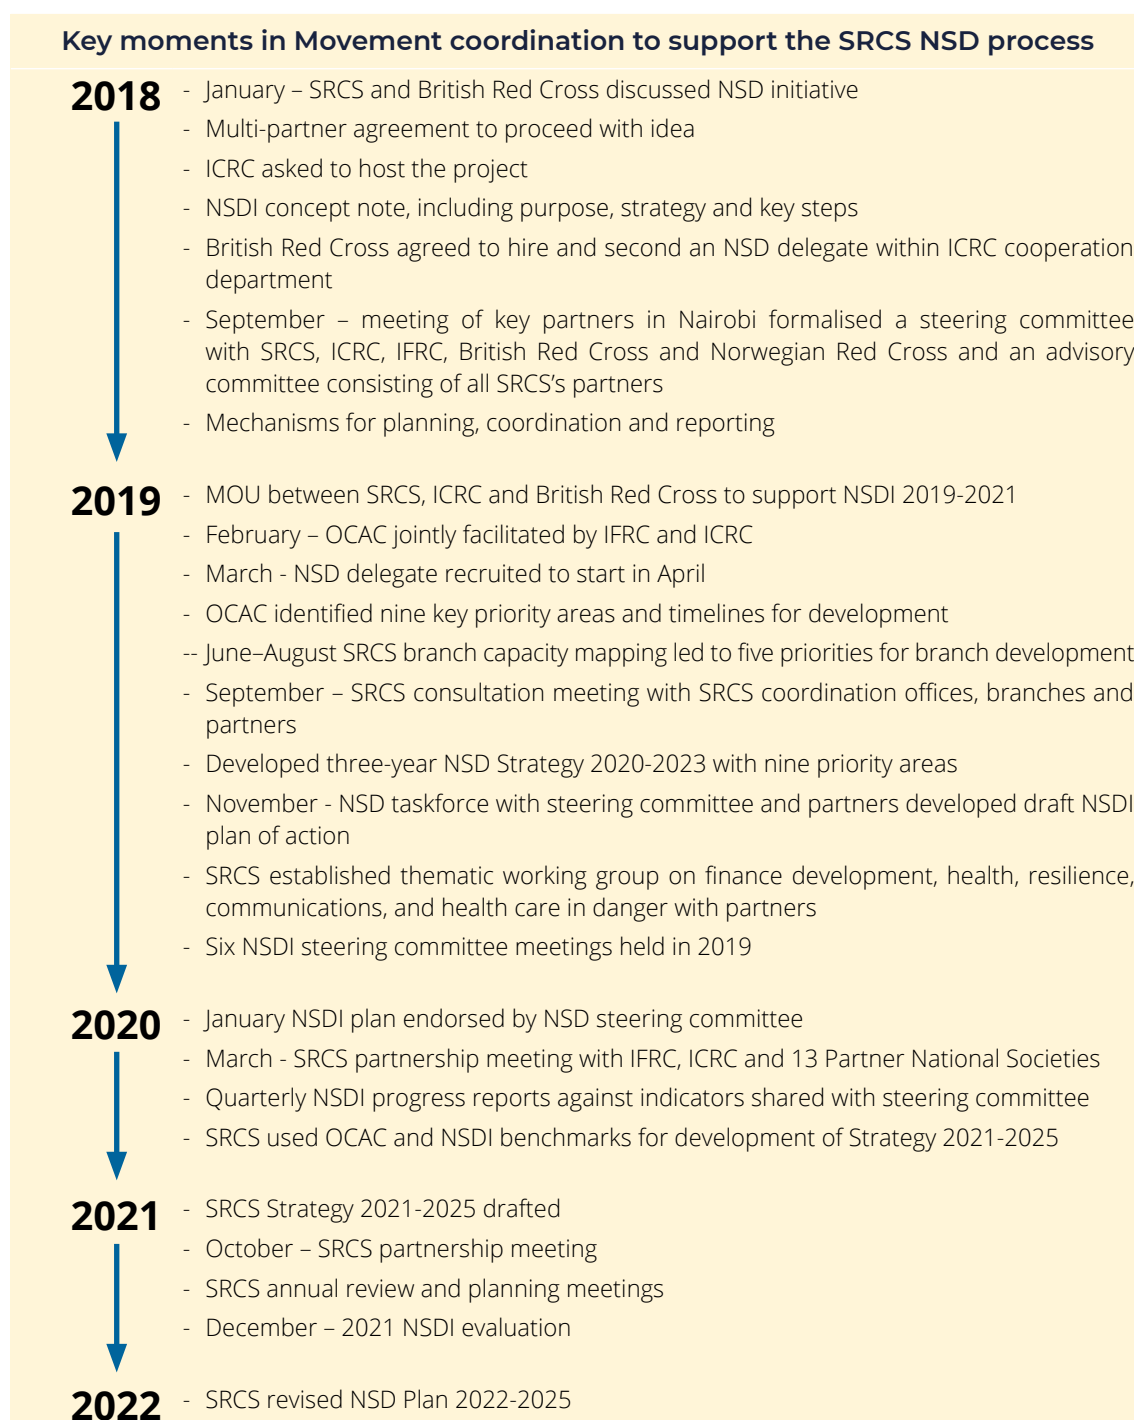 Key moments in Movement coordination to support the SRCS NSD process
2018
- January – SRCS and British Red Cross discussed NSD initiative
- Multi-partner agreement to proceed with idea
- ICRC asked to host the project
- NSDI concept note, including purpose, strategy and key steps
- British Red Cross agreed to hire and second an NSD delegate within ICRC cooperation
department
- September – meeting of key partners in Nairobi formalised a steering committee
with SRCS, ICRC, IFRC, British Red Cross and Norwegian Red Cross and an advisory
committee consisting of all SRCS’s partners
- Mechanisms for planning, coordination and reporting
2019
- MOU between SRCS, ICRC and British Red Cross to support NSDI 2019-2021
- February – OCAC jointly facilitated by IFRC and ICRC
- March - NSD delegate recruited to start in April
- OCAC identified nine key priority areas and timelines for development
-- June–August SRCS branch capacity mapping led to five priorities for branch development
- September – SRCS consultation meeting with SRCS coordination offices, branches and
partners
- Developed three-year NSD Strategy 2020-2023 with nine priority areas
- November - NSD taskforce with steering committee and partners developed draft NSDI
plan of action
- SRCS established thematic working group on finance development, health, resilience,
communications, and health care in danger with partners
- Six NSDI steering committee meetings held in 2019
2020
- January NSDI plan endorsed by NSD steering committee
- March - SRCS partnership meeting with IFRC, ICRC and 13 Partner National Societies
- Quarterly NSDI progress reports against indicators shared with steering committee
- SRCS used OCAC and NSDI benchmarks for development of Strategy 2021-2025
2021
- SRCS Strategy 2021-2025 drafted
- October – SRCS partnership meeting
- SRCS annual review and planning meetings
- December – 2021 NSDI evaluation
2022
- SRCS revised NSD Plan 2022-2025